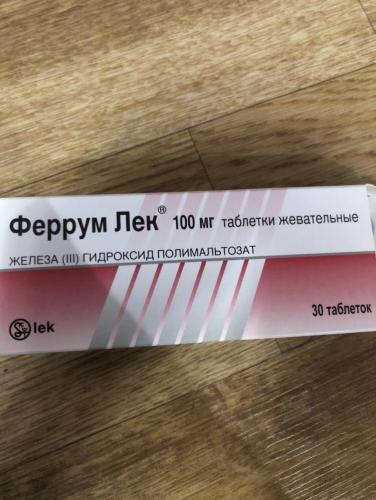 Феррум Лек® 100 мг таблетки жевательные
ЖЕЛЕЗА (III) ГИДРОКСИД ПОЛИМАЛЬТОЗАТ
lek
30 таблеток